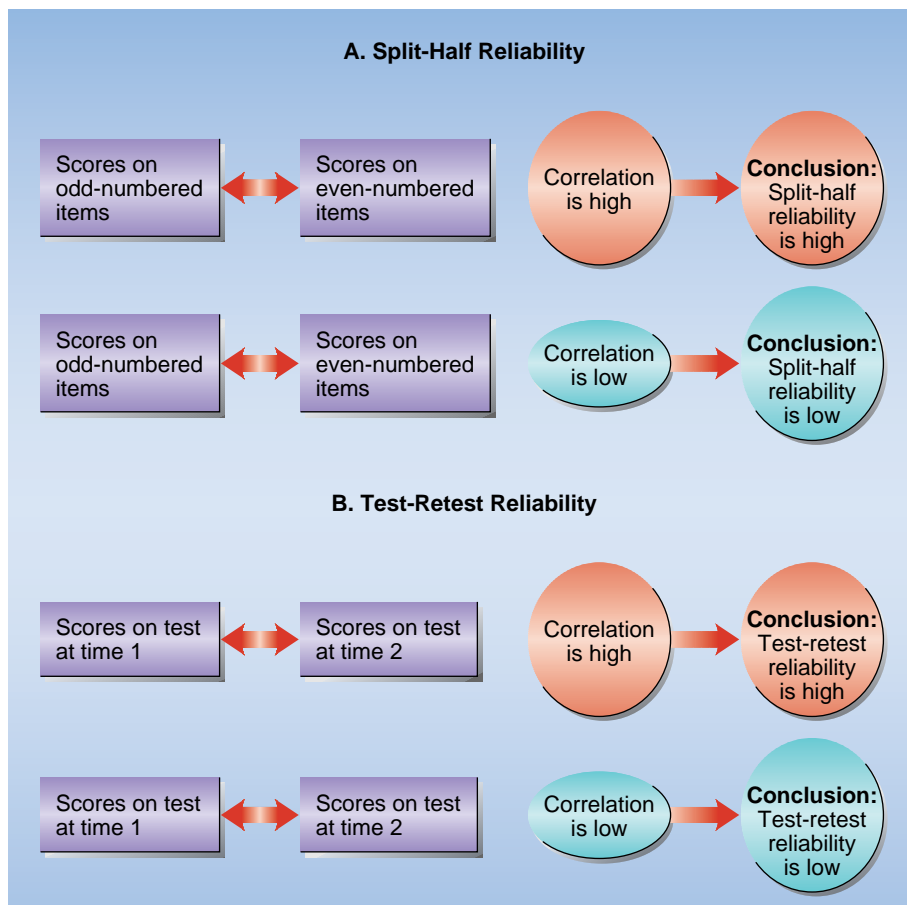 A. Split-Half Reliability
Scores on
odd-numbered
items
Scores on
even-numbered
items
Correlation
is high
Conclusion:
Split-half
reliability
is high
Scores on
odd-numbered
items
Scores on
even-numbered
items
Correlation
is low
Conclusion:
Split-half
reliability
is low
B. Test-Retest Reliability
Scores on test
at time 1
Scores on test
at time 2
Correlation
is high
Conclusion:
Test-retest
reliability
is high
Scores on test
at time 1
Scores on test
at time 2
Correlation
is low
Conclusion:
Test-retest
reliability
is low